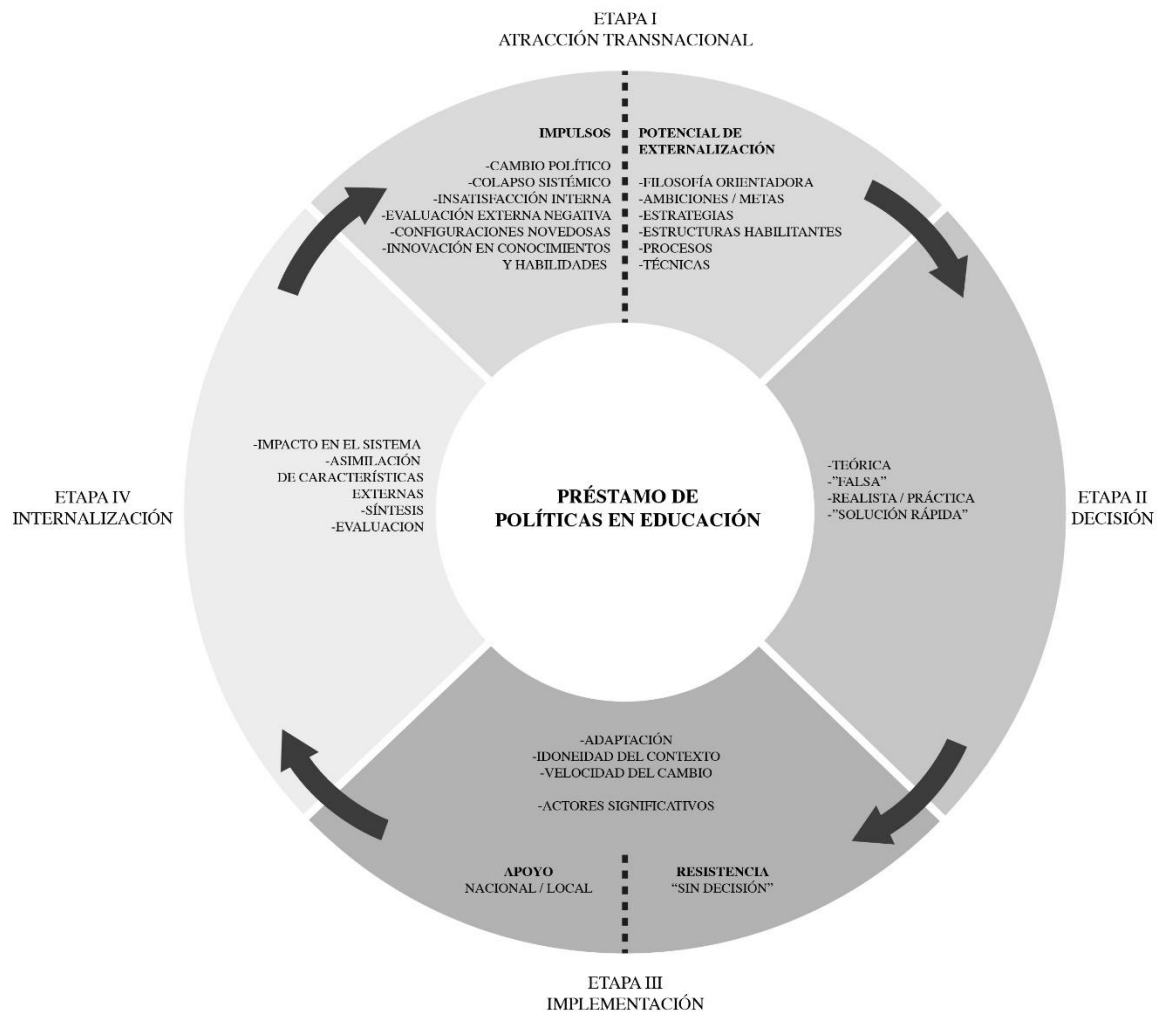 ETAPA I
ATRACCIÓN TRANSNACIONAL
IMPULSOS
-CAMBIO POLÍTICO
-COLAPSO SISTÉMICO
-INSATISFACCIÓN INTERNA
-EVALUACIÓN EXTERNA NEGATIVA
-CONFIGURACIONES NOVEDOSAS
-INNOVACIÓN EN CONOCIMIENTOS
Y HABILIDADES
POTENCIAL DE
EXTERNALIZACIÓN
-FILOSOFÍA ORIENTADORA
-AMBICIONES / METAS
-ESTRATEGIAS
-ESTRUCTURAS HABILITANTES
-PROCESOS
-TÉCNICAS
ETAPA II
DECISIÓN
-TEÓRICA
-”FALSA”
-REALISTA / PRÁCTICA
-”SOLUCIÓN RÁPIDA”
PRÉSTAMO DE
POLÍTICAS EN EDUCACIÓN
-ADAPTACIÓN
-IDONEIDAD DEL CONTEXTO
-VELOCIDAD DEL CAMBIO
-ACTORES SIGNIFICATIVOS
APOYO
NACIONAL / LOCAL
RESISTENCIA
“SIN DECISIÓN”
ETAPA III
IMPLEMENTACIÓN
ETAPA IV
INTERNALIZACIÓN
-IMPACTO EN EL SISTEMA
-ASIMILACIÓN
DE CARACTERÍSTICAS
EXTERNAS
-SÍNTESIS
-EVALUACION